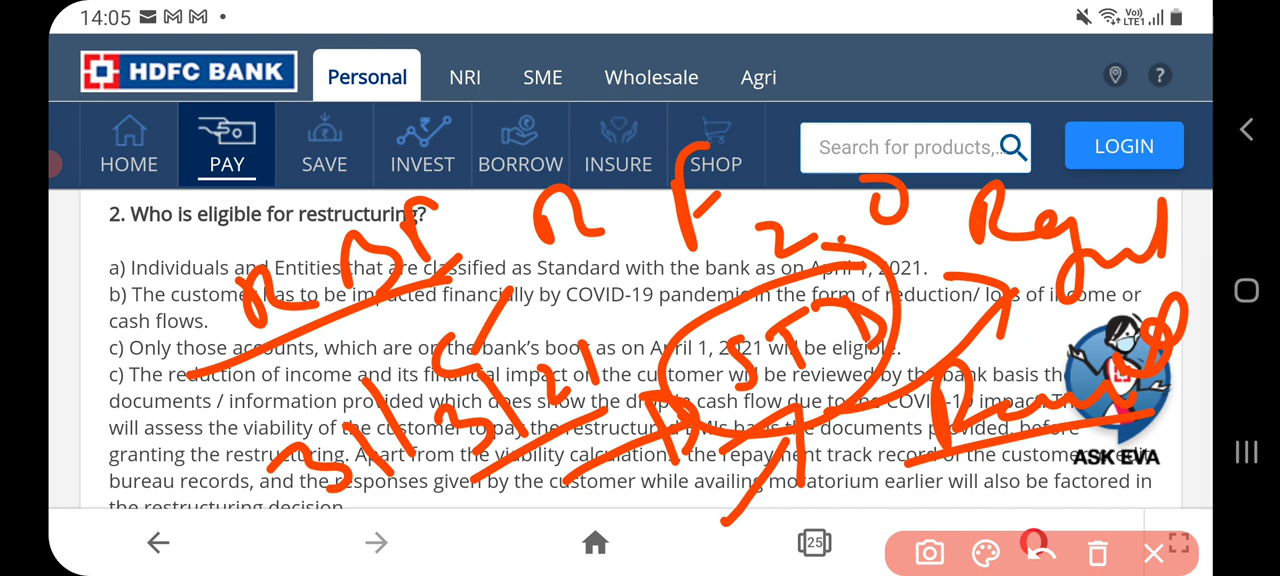 14:05
Vo)) LTE1
HDFC BANK
Personal NRI SME Wholesale Agri
HOME PAY SAVE INVEST BORROW INSURE SHOP
Search for products,...
LOGIN
2. Who is eligible for restructuring?
a) Individuals and Entities that are classified as Standard with the bank as on April 1, 2021.
b) The customer has to be impacted financially by COVID-19 pandemic in the form of reduction/ loss of income or
cash flows.
c) Only those accounts, which are on the bank's book as on April 1, 2021 will be eligible.
c) The reduction of income and its financial impact on the customer will be reviewed by the bank basis the
documents / information provided which does show the drop in cash flow due to the COVID-19 impact.
will assess the viability of the customer to pay the restructured EMI's basis the documents provided, before
granting the restructuring. Apart from the viability calculations, the repayment track record of the customer, credit
bureau records, and the responses given by the customer while availing moratorium earlier will also be factored in
the restructuring decision
ASK EVA
2.0
31/3/21
STD
25